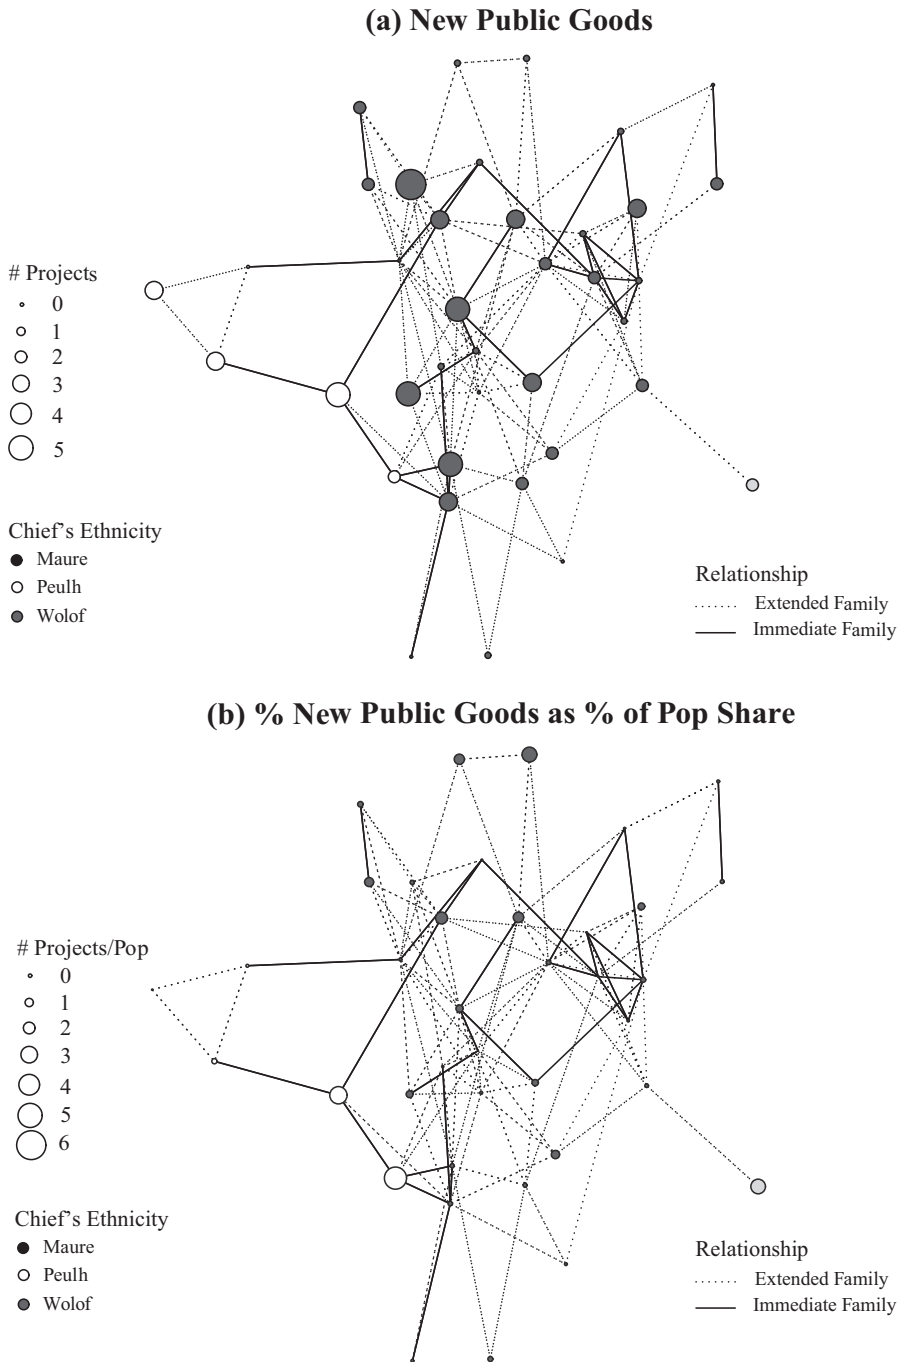 (a) New Public Goods
# Projects
0
1
2
3
4
5
Chief's Ethnicity
Maure
Peulh
Wolof
Relationship
Extended Family
Immediate Family
(b) % New Public Goods as % of Pop Share
# Projects/Pop
0
1
2
3
4
5
6
Chief's Ethnicity
Maure
Peulh
Wolof
Relationship
Extended Family
Immediate Family